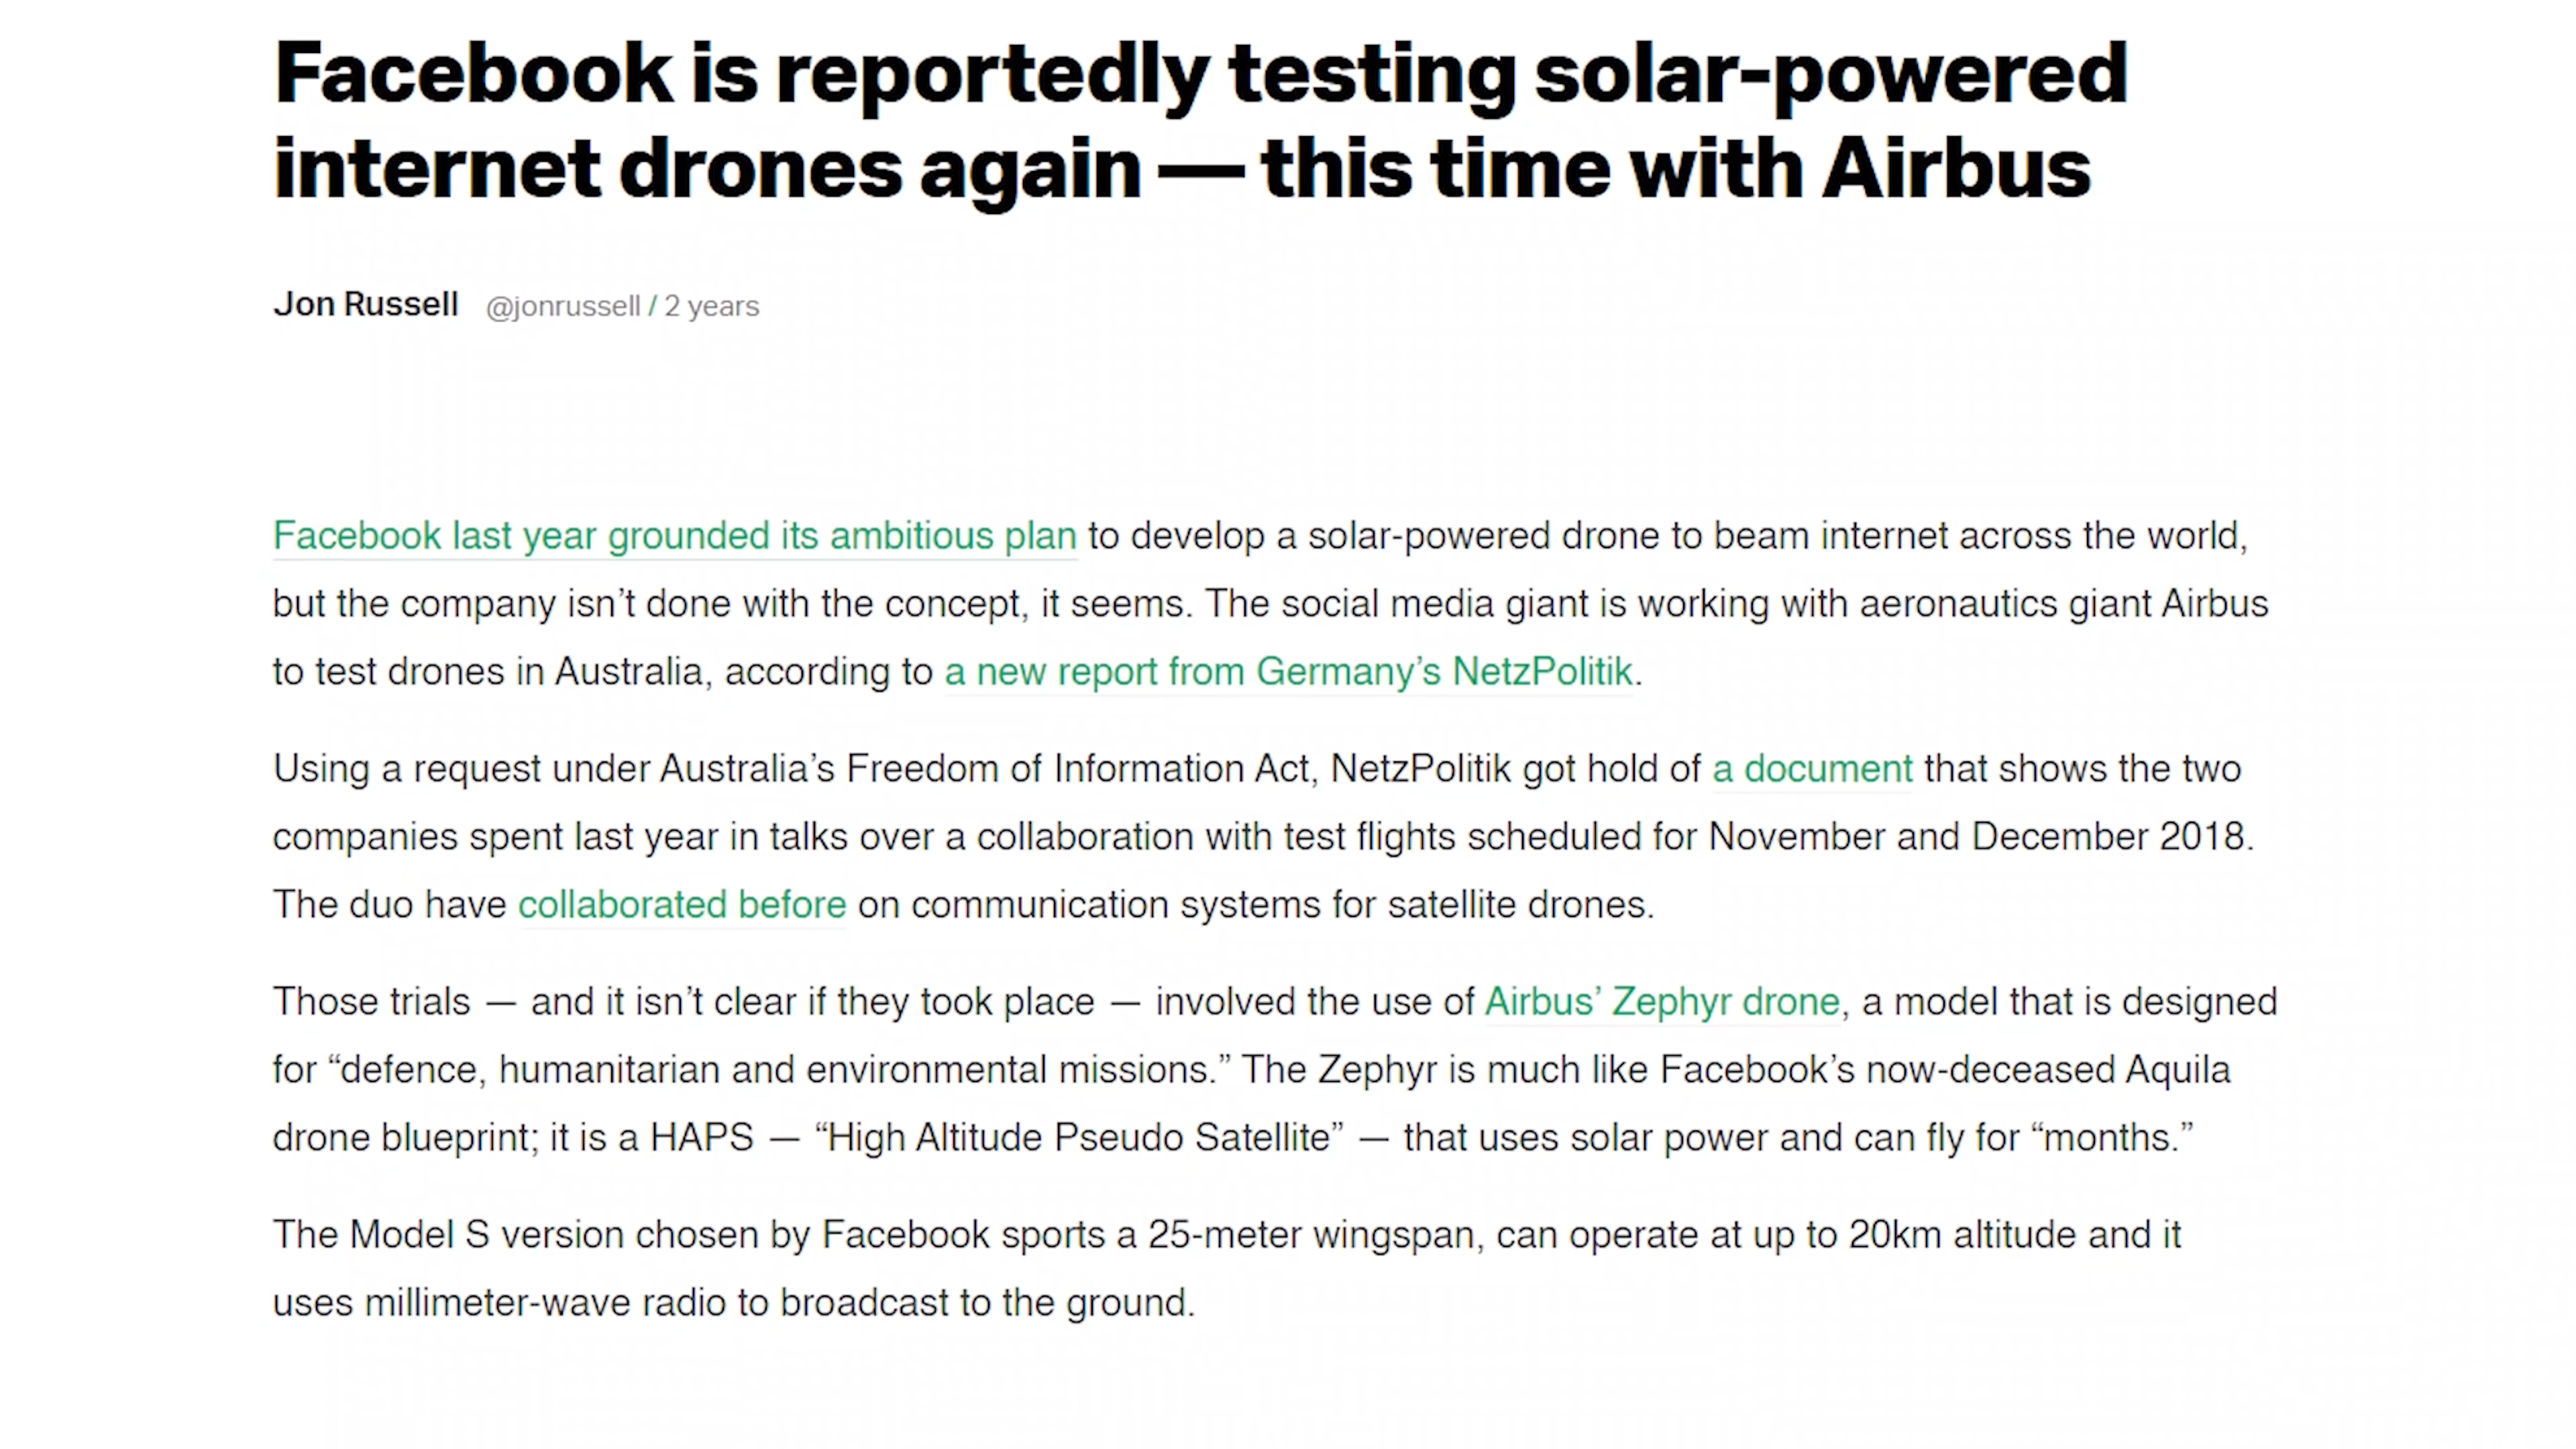 Facebook is reportedly testing solar-powered
internet drones again — this time with Airbus
Jon Russell @jonrussell / 2 years
Facebook last year grounded its ambitious plan to develop a solar-powered drone to beam internet across the world,
but the company isn’t done with the concept, it seems. The social media giant is working with aeronautics giant Airbus
to test drones in Australia, according to a new report from Germany’s NetzPolitik.
Using a request under Australia’s Freedom of Information Act, NetzPolitik got hold of a document that shows the two
companies spent last year in talks over a collaboration with test flights scheduled for November and December 2018.
The duo have collaborated before on communication systems for satellite drones.
Those trials — and it isn’t clear if they took place — involved the use of Airbus’ Zephyr drone, a model that is designed
for “defence, humanitarian and environmental missions.” The Zephyr is much like Facebook’s now-deceased Aquila
drone blueprint; it is a HAPS — “High Altitude Pseudo Satellite” — that uses solar power and can fly for “months.”
The Model S version chosen by Facebook sports a 25-meter wingspan, can operate at up to 20km altitude and it
uses millimeter-wave radio to broadcast to the ground.